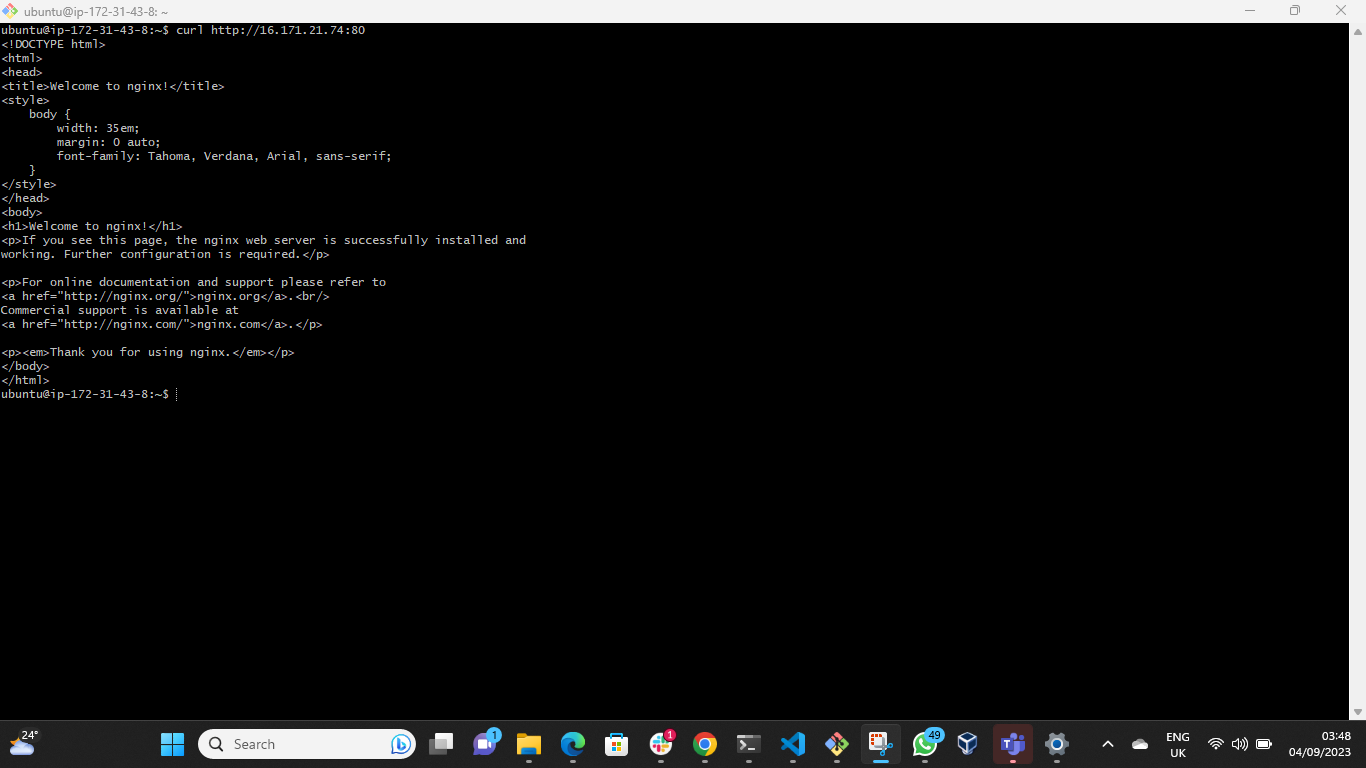 ubuntu@ip-172-31-43-8: ~
ubuntu@ip-172-31-43-8:~$ curl http://16.171.21.74:80
<!DOCTYPE html>
<html>
<head>
<title>Welcome to nginx!</title>
<style>
    body {
        width: 35em;
        margin: 0 auto;
        font-family: Tahoma, Verdana, Arial, sans-serif;
    }
</style>
</head>
<body>
<h1>Welcome to nginx!</h1>
<p>If you see this page, the nginx web server is successfully installed and
working. Further configuration is required.</p>

<p>For online documentation and support please refer to
<a href="http://nginx.org/">nginx.org</a>.<br/>
Commercial support is available at
<a href="http://nginx.com/">nginx.com</a>.</p>

<p><em>Thank you for using nginx.</em></p>
</body>
</html>
ubuntu@ip-172-31-43-8:~$
24°
Search
1
1
49
ENG
UK
03:48
04/09/2023